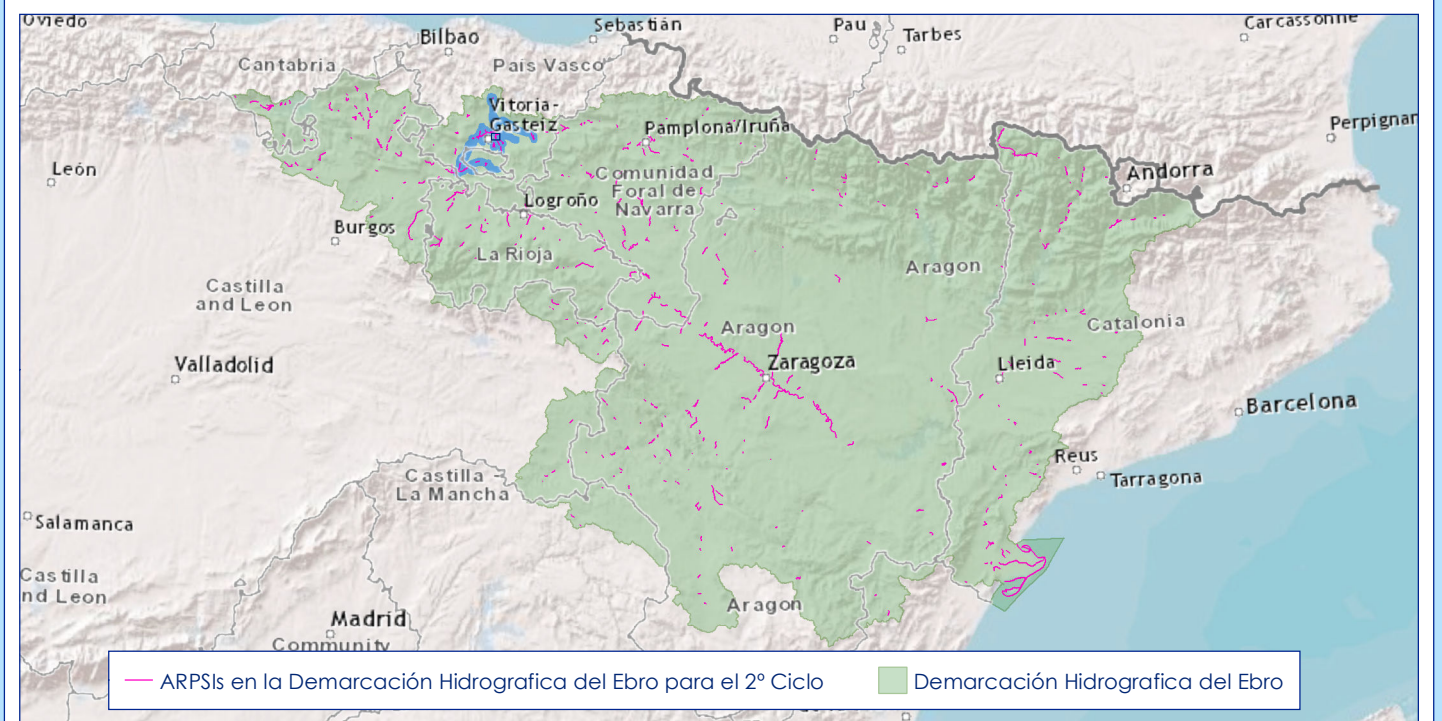 Oviedo
Sebastián
Pau
Tarbes
Carcassonne
Bilbao
Cantabria
País Vasco
Vitoria-
Gasteiz
Pamplona/Iruña
Perpignan
León
Comunidad
Foral de
Navarra
Andorra
Logroño
Burgos
La Rioja
Aragon
Castilla
and Leon
Aragon
Catalonia
Valladolid
Zaragoza
Lleida
Barcelona
Reus
Castilla
La Mancha
Tarragona
Salamanca
Castilla
nd Leon
Aragon
Madrid
Community
ARPSIs en la Demarcación Hidrografica del Ebro para el 2º Ciclo
Demarcación Hidrografica del Ebro